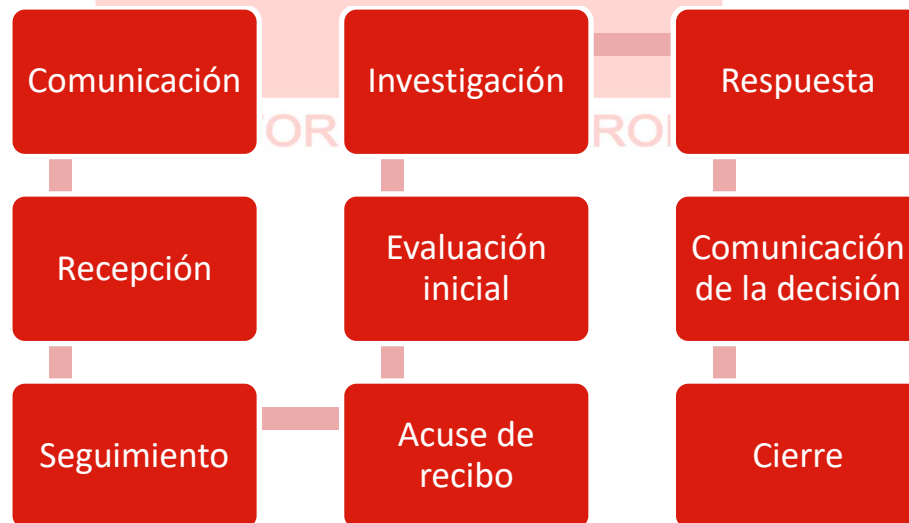 Comunicación
Recepción
Seguimiento
Acuse de
recibo
Evaluación
inicial
Investigación
Respuesta
Comunicación
de la decisión
Cierre